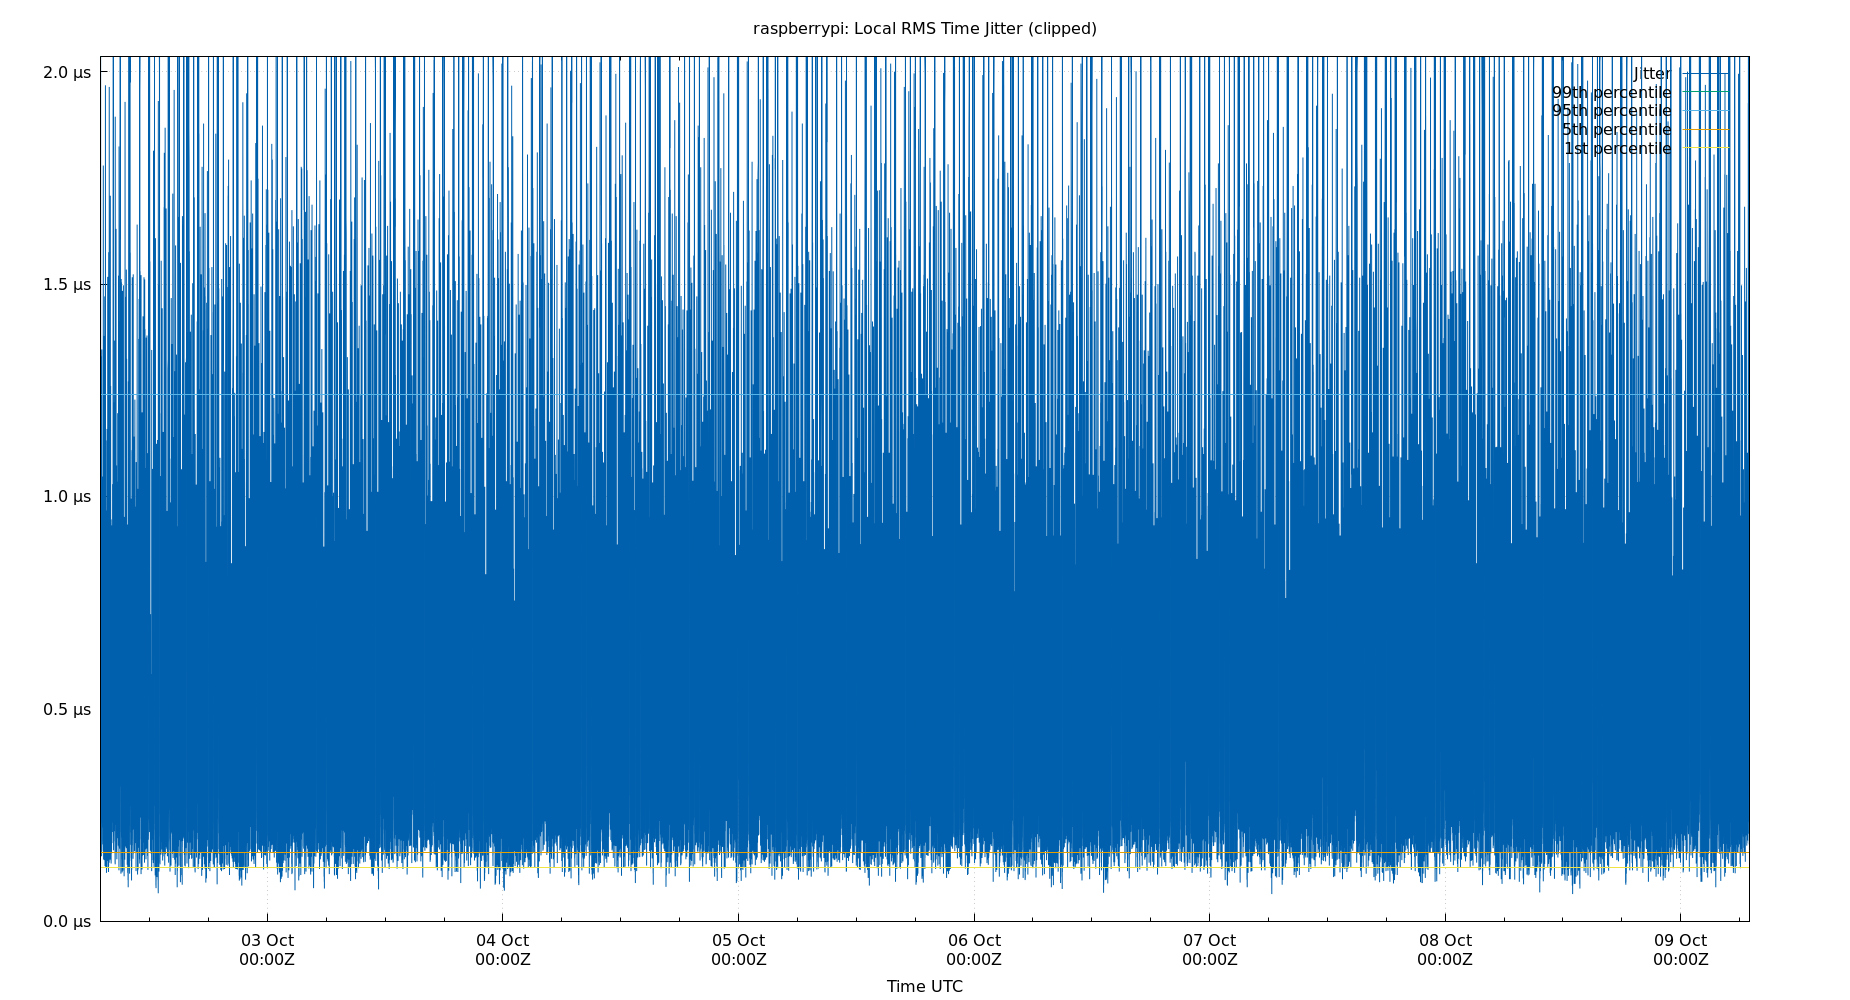 raspberrypi: Local RMS Time Jitter (clipped)
2.0 µs
1.5 µs
1.0 µs
0.5 µs
0.0 µs
Jitter
99th percentile
95th percentile
5th percentile
1st percentile
03 Oct
00:00Z
04 Oct
00:00Z
05 Oct
00:00Z
06 Oct
00:00Z
07 Oct
00:00Z
08 Oct
00:00Z
09 Oct
00:00Z
Time UTC